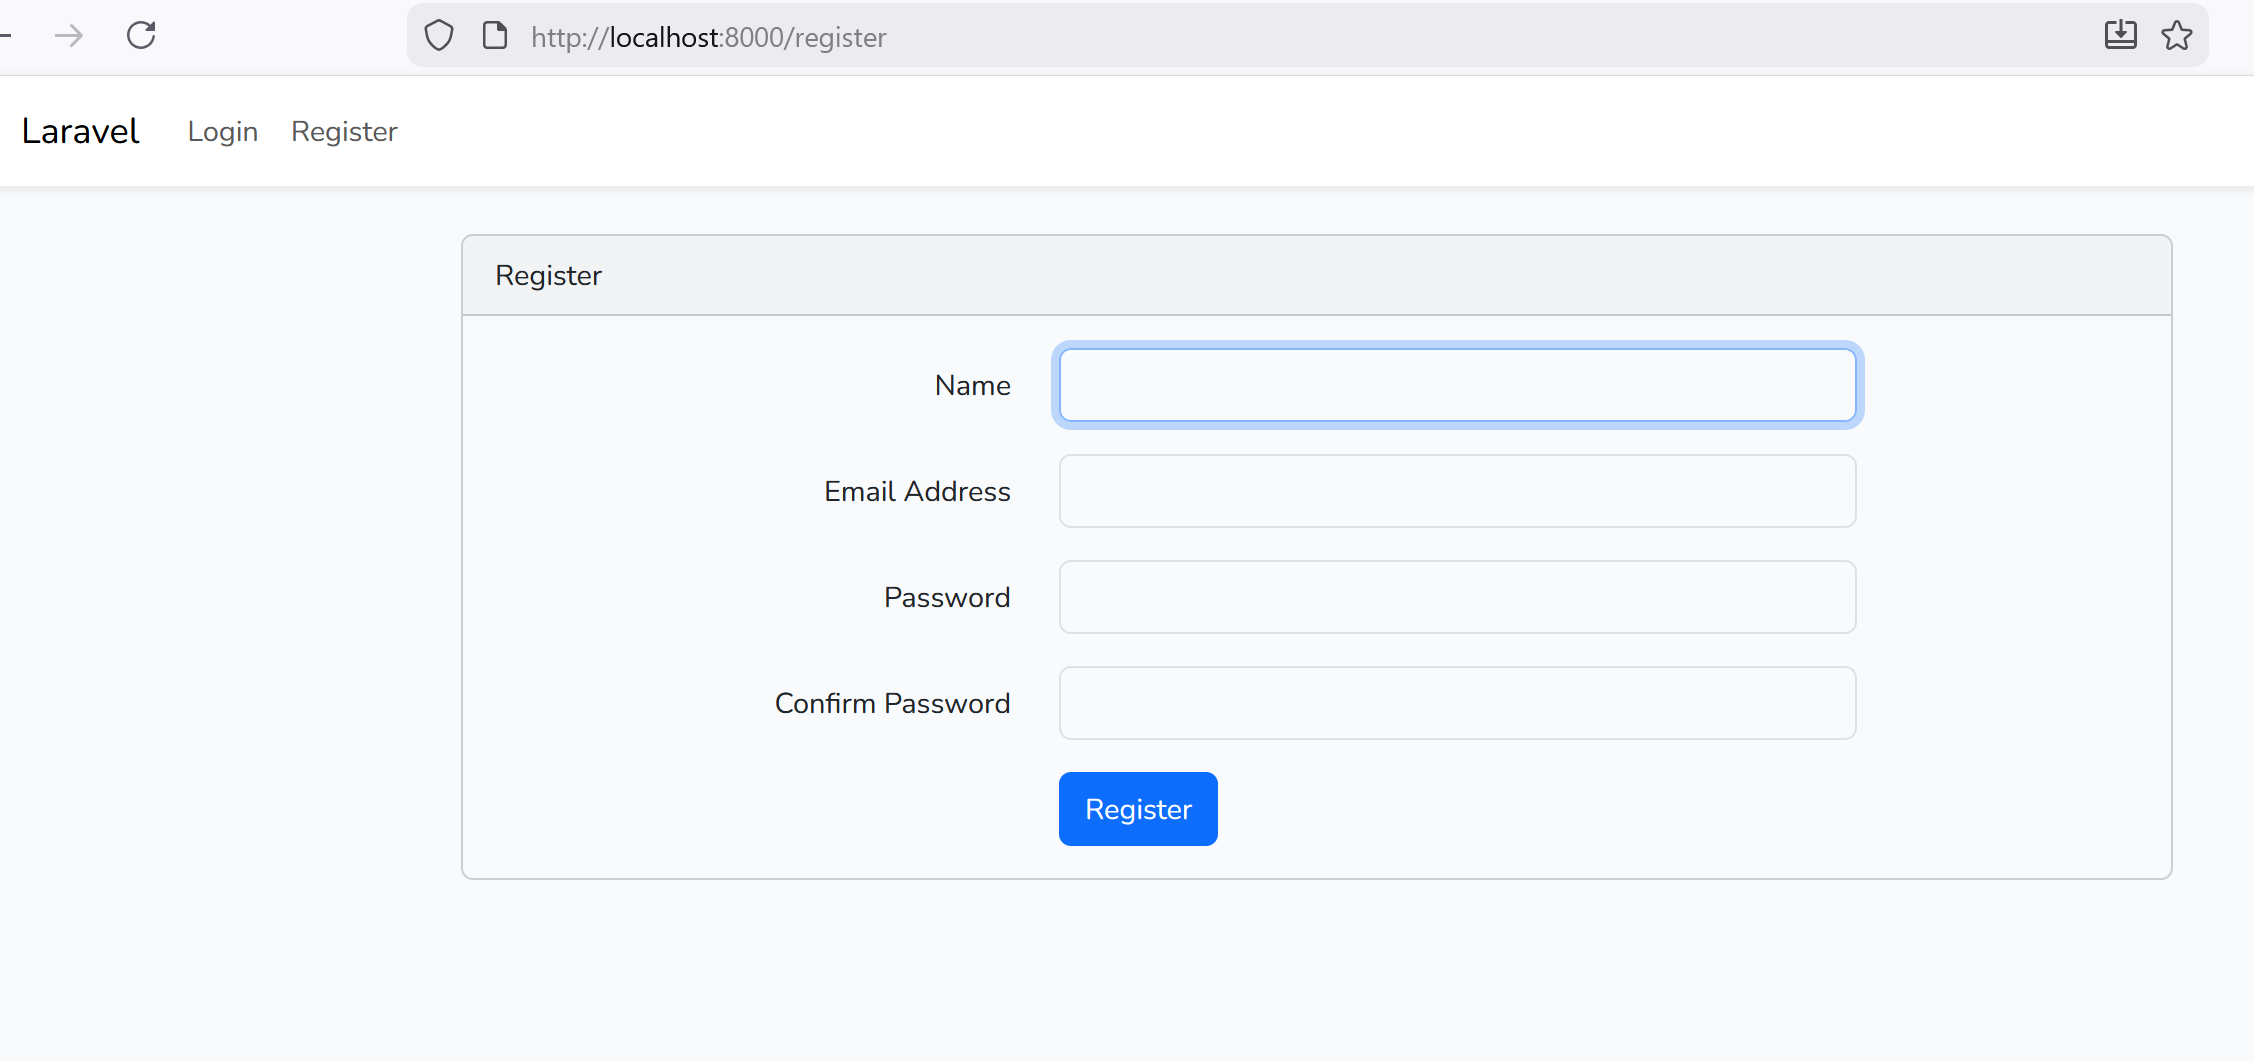 http://localhost:8000/register
Laravel Login Register
Register
Name
Email Address
Password
Confirm Password
Register